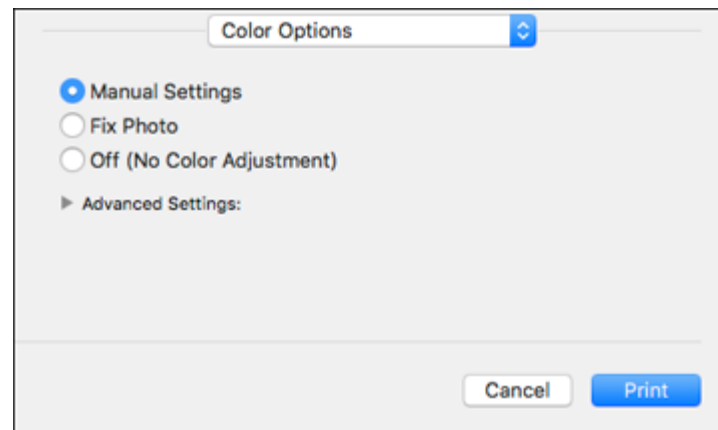 Color Options
Manual Settings
Fix Photo
Off (No Color Adjustment)
Advanced Settings:
Cancel Print